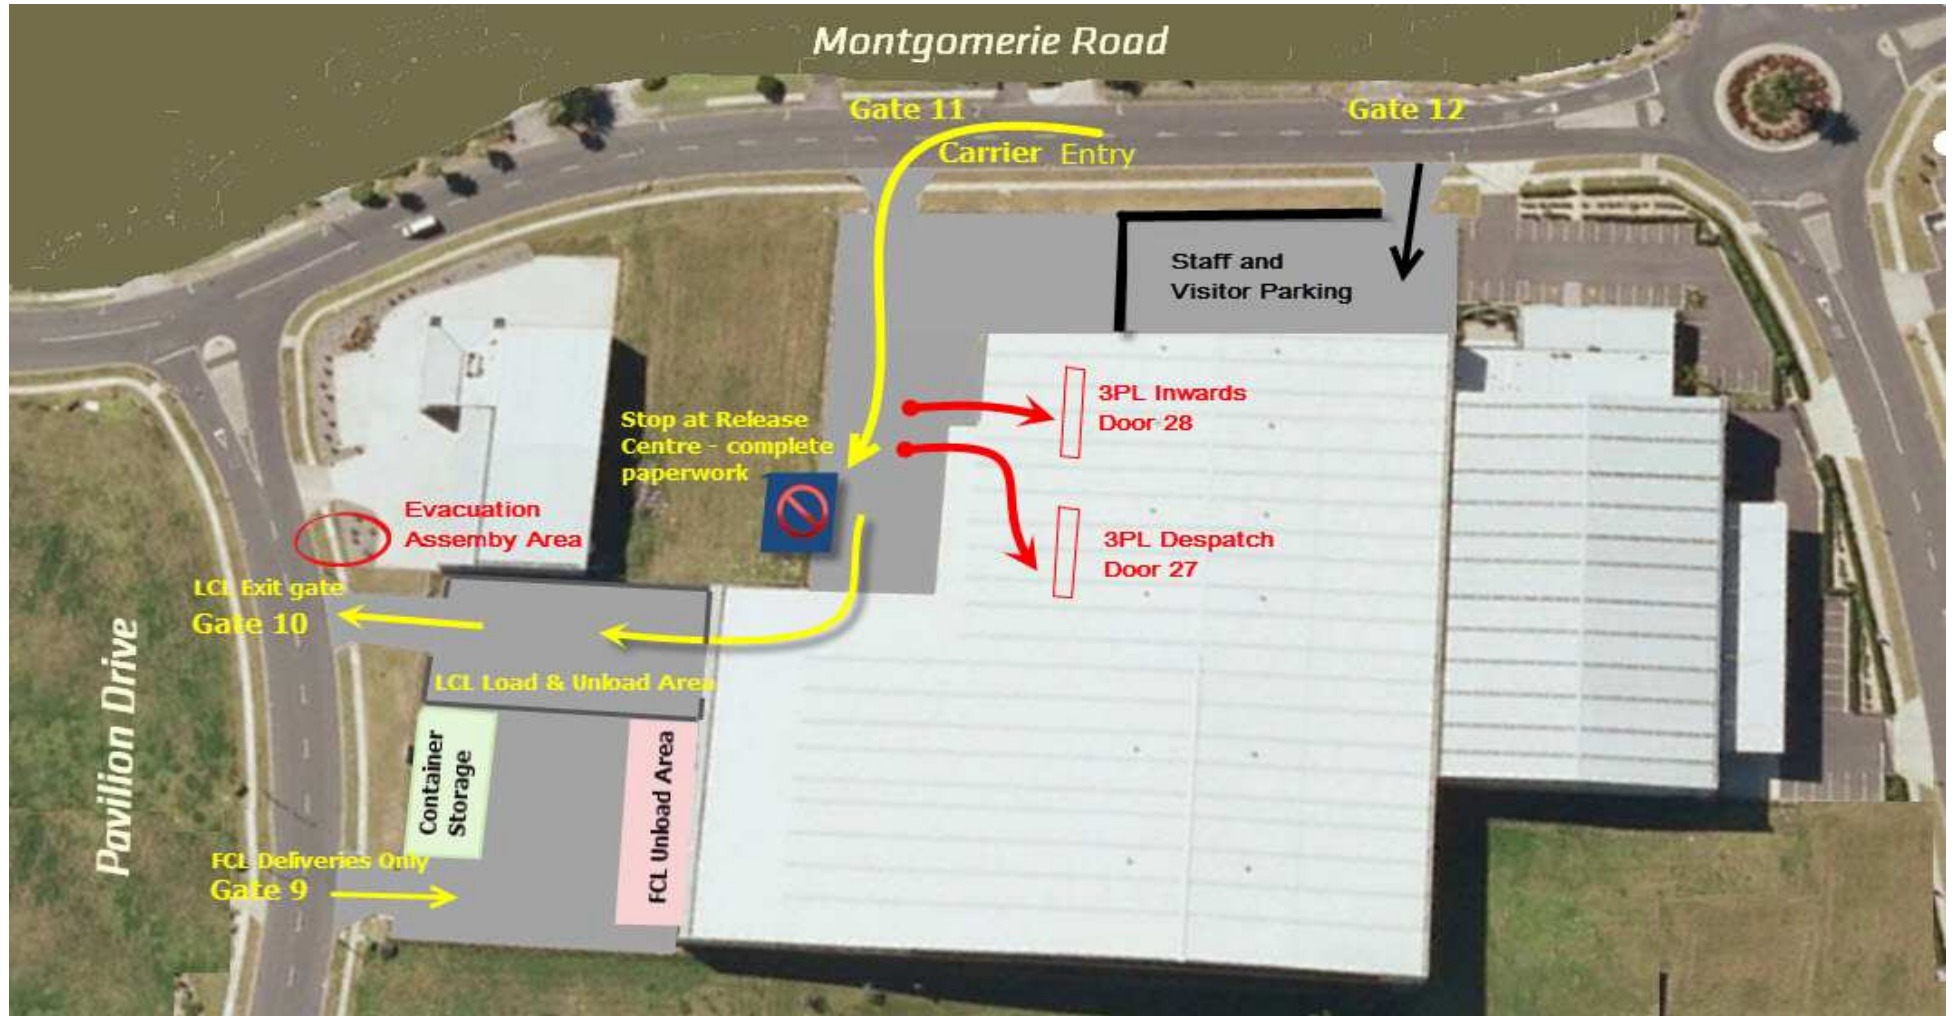 Montgomerie Road
Gate 11
Gate 12
Carrier Entry
Staff and
Visitor Parking
3PL Inwards
Door 28
Stop at Release
Centre - complete
paperwork
Evacuation
Assemby Area
3PL Despatch
Door 27
LCL Exit gate
Gate 10
LCL Load & Unload Area
Pavilion Drive
Container
Storage
FCL Unload Area
FCL Deliveries Only
Gate 9